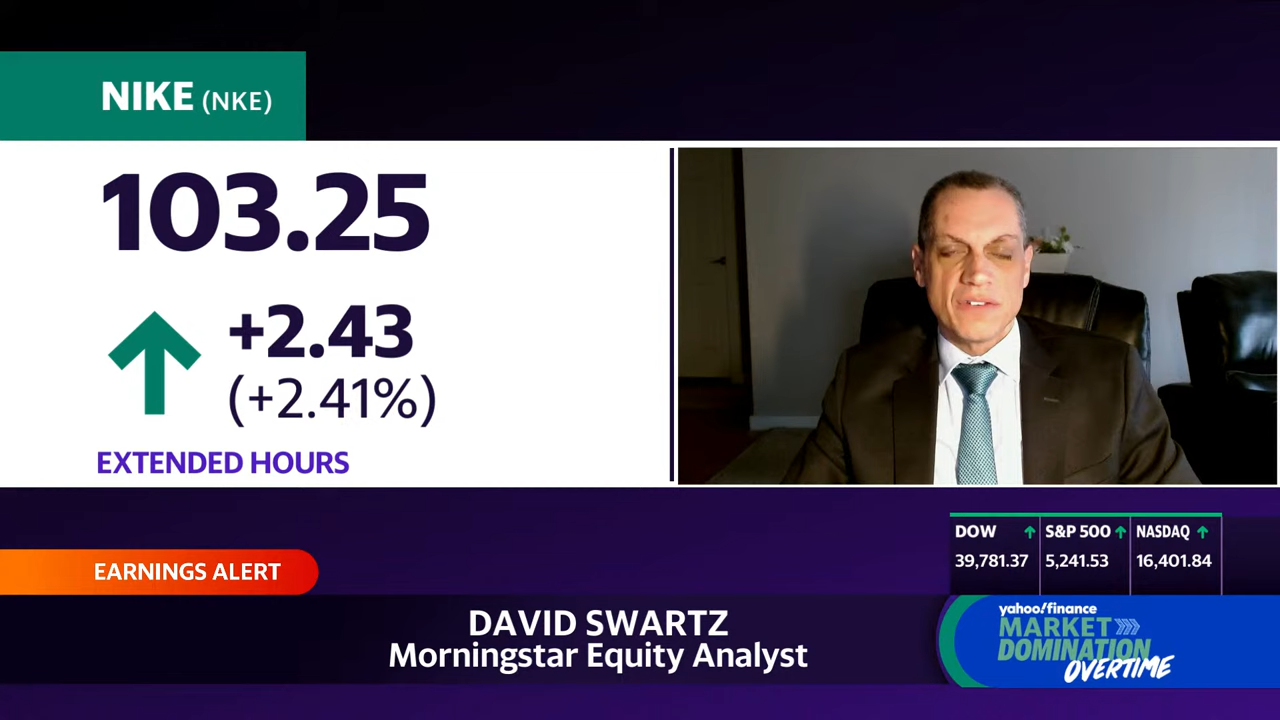 NIKE (NKE)
103.25
+2.43
(+2.41%)
EXTENDED HOURS
EARNINGS ALERT
DAVID SWARTZ
Morningstar Equity Analyst
DOW
39,781.37
S&P 500
5,241.53
NASDAQ
16,401.84
yahoo!finance
MARKET
DOMINATION
OVERTIME